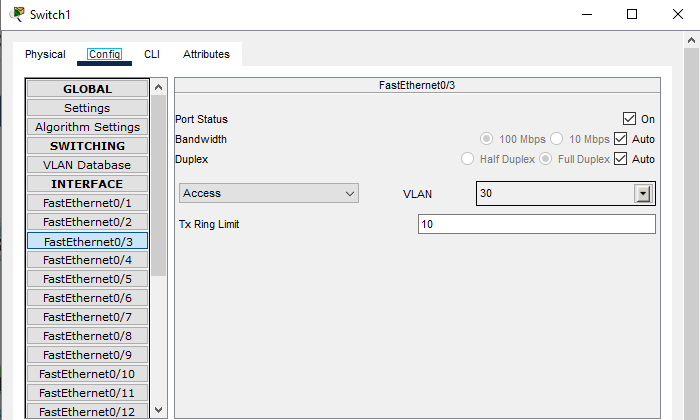 Switch1
Physical Config CLI Attributes
GLOBAL
Settings
Algorithm Settings
SWITCHING
VLAN Database
INTERFACE
FastEthernet0/1
FastEthernet0/2
FastEthernet0/3
FastEthernet0/4
FastEthernet0/5
FastEthernet0/6
FastEthernet0/7
FastEthernet0/8
FastEthernet0/9
FastEthernet0/10
FastEthernet0/11
FastEthernet0/12
FastEthernet0/3
Port Status On
Bandwidth 100 Mbps 10 Mbps Auto
Duplex Half Duplex Full Duplex Auto
Access VLAN 30
Tx Ring Limit 10